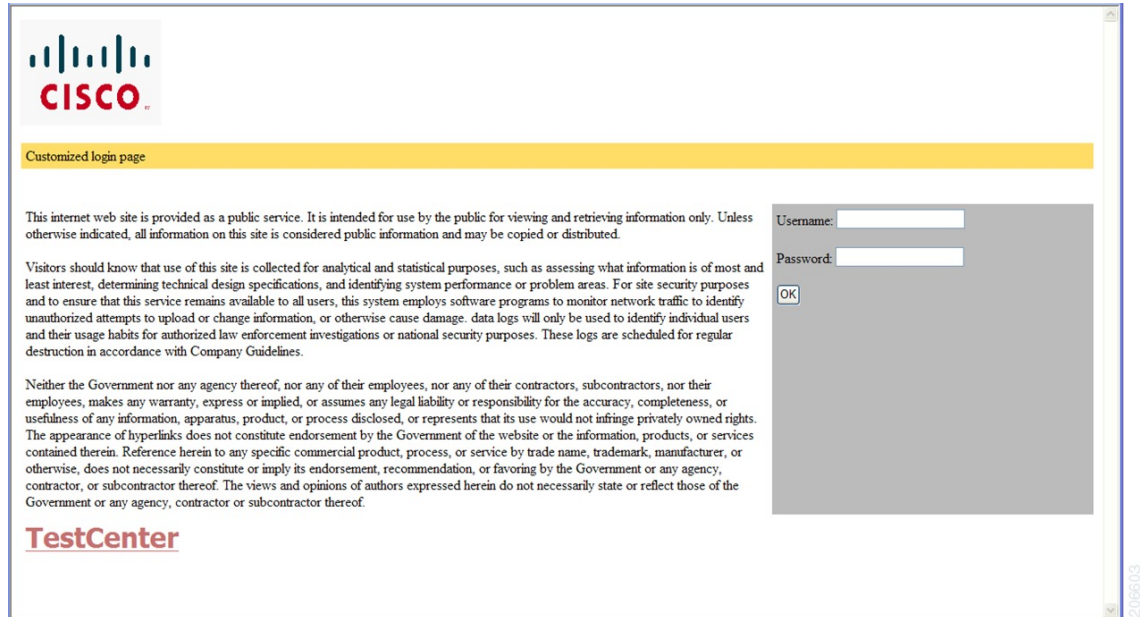 CISCO
Customized login page
This internet web site is provided as a public service. It is intended for use by the public for viewing and retrieving information only. Unless
otherwise indicated, all information on this site is considered public information and may be copied or distributed.
Visitors should know that use of this site is collected for analytical and statistical purposes, such as assessing what information is of most and
least interest, determining technical design specifications, and identifying system performance or problem areas. For site security purposes
and to ensure that this service remains available to all users, this system employs software programs to monitor network traffic to identify
unauthorized attempts to upload or change information, or otherwise cause damage. data logs will only be used to identify individual users
and their usage habits for authorized law enforcement investigations or national security purposes. These logs are scheduled for regular
destruction in accordance with Company Guidelines.
Neither the Government nor any agency thereof, nor any of their employees, nor any of their contractors, subcontractors, nor their
employees, makes any warranty, express or implied, or assumes any legal liability or responsibility for the accuracy, completeness, or
usefulness of any information, apparatus, product, or process disclosed, or represents that its use would not infringe privately owned rights.
The appearance of hyperlinks does not constitute endorsement by the Government of the website or the information, products, or services
contained therein. Reference herein to any specific commercial product, process, or service by trade name, trademark, manufacturer, or
otherwise, does not necessarily constitute or imply its endorsement, recommendation, or favoring by the Government or any agency,
contractor, or subcontractor thereof. The views and opinions of authors expressed herein do not necessarily state or reflect those of the
Government or any agency, contractor or subcontractor thereof.
TestCenter
Username:
Password:
OK
206603